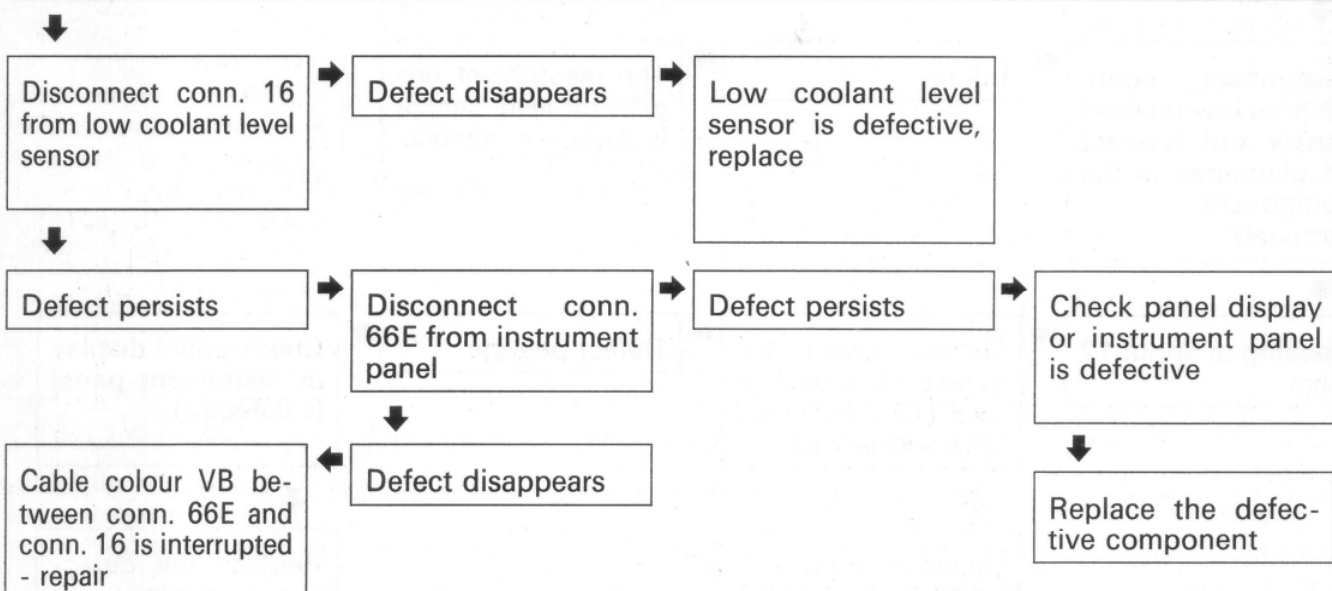 Disconnect conn. 16
from low coolant level
sensor
Defect disappears
Low coolant level
sensor is defective,
replace
Defect persists
Disconnect conn.
66E from instrument
panel
Defect persists
Check panel display
or instrument panel
is defective
Cable colour VB be-
tween conn. 66E and
conn. 16 is interrupted
- repair
Defect disappears
Replace the defec-
tive component